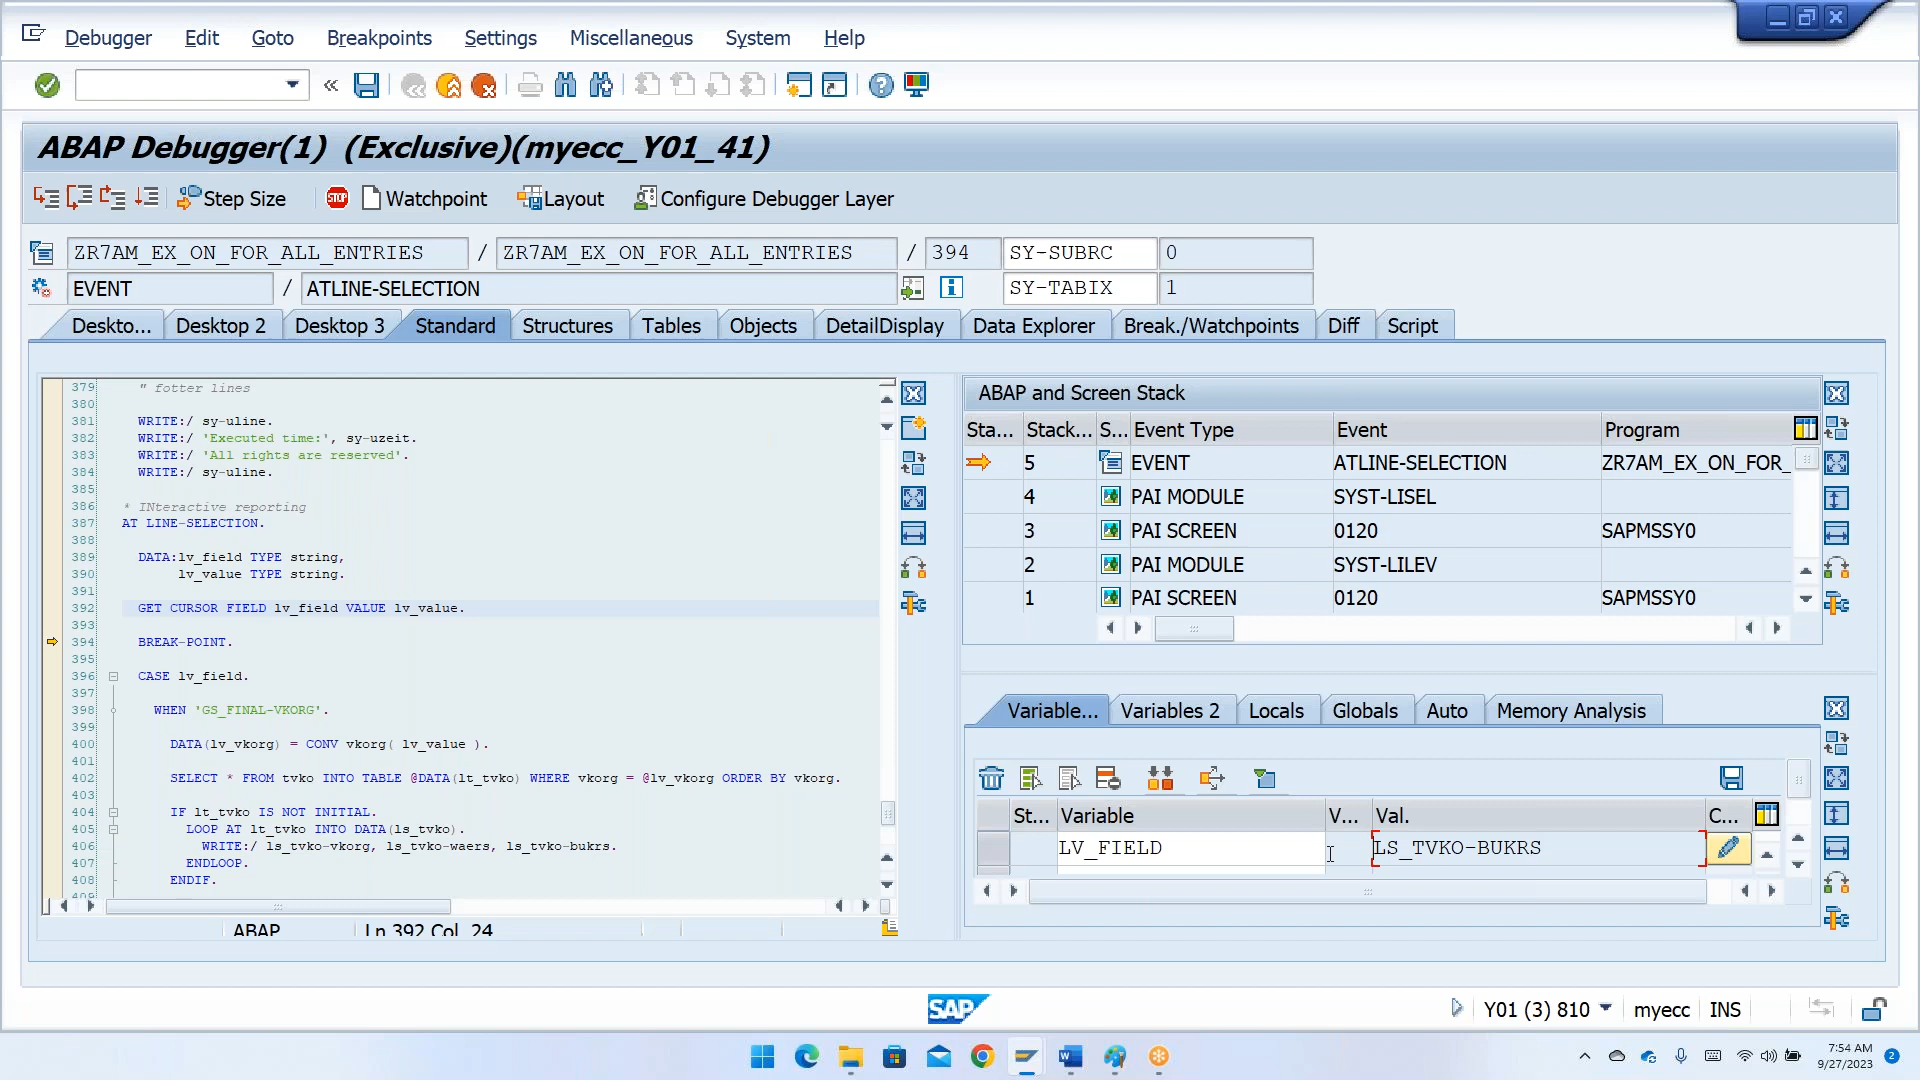 Debugger Edit Goto Breakpoints Settings Miscellaneous System Help
ABAP Debugger(1) (Exclusive)(myecc_Y01_41)
Step Size STOP Watchpoint Layout Configure Debugger Layer
ZR7AM_EX_ON_FOR_ALL_ENTRIES / ZR7AM_EX_ON_FOR_ALL_ENTRIES / 394 SY-SUBRC 0
EVENT / ATLINE-SELECTION SY-TABIX 1
Deskto... Desktop 2 Desktop 3 Standard Structures Tables Objects DetailDisplay Data Explorer Break./Watchpoints Diff Script
379 " fotter lines
380
381 WRITE:/ sy-uline.
382 WRITE:/ 'Executed time:', sy-uzeit.
383 WRITE:/ 'All rights are reserved'.
384 WRITE:/ sy-uline.
385
386 * INteractive reporting
387 AT LINE-SELECTION.
388
389 DATA:lv_field TYPE string,
390 lv_value TYPE string.
391
392 GET CURSOR FIELD lv_field VALUE lv_value.
393
394 BREAK-POINT.
395
396 CASE lv_field.
397
398 WHEN 'GS_FINAL-VKORG'.
399
400 DATA(lv_vkorg) = CONV vkorg( lv_value ).
401
402 SELECT * FROM tvko INTO TABLE @DATA(lt_tvko) WHERE vkorg = @lv_vkorg ORDER BY vkorg.
403
404 IF lt_tvko IS NOT INITIAL.
405 LOOP AT lt_tvko INTO DATA(ls_tvko).
406 WRITE:/ ls_tvko-vkorg, ls_tvko-waers, ls_tvko-bukrs.
407 ENDLOOP.
408 ENDIF.
409
ABAP Ln 392 Col 24
ABAP and Screen Stack
Sta... Stack... S... Event Type Event Program
5 EVENT ATLINE-SELECTION ZR7AM_EX_ON_FOR_
4 PAI MODULE SYST-LISEL
3 PAI SCREEN 0120 SAPMSSY0
2 PAI MODULE SYST-LILEV
1 PAI SCREEN 0120 SAPMSSY0
Variable... Variables 2 Locals Globals Auto Memory Analysis
St... Variable V... Val. C...
LV_FIELD LS_TVKO-BUKRS
SAP Y01 (3) 810 myecc INS
7:54 AM
9/27/2023 2